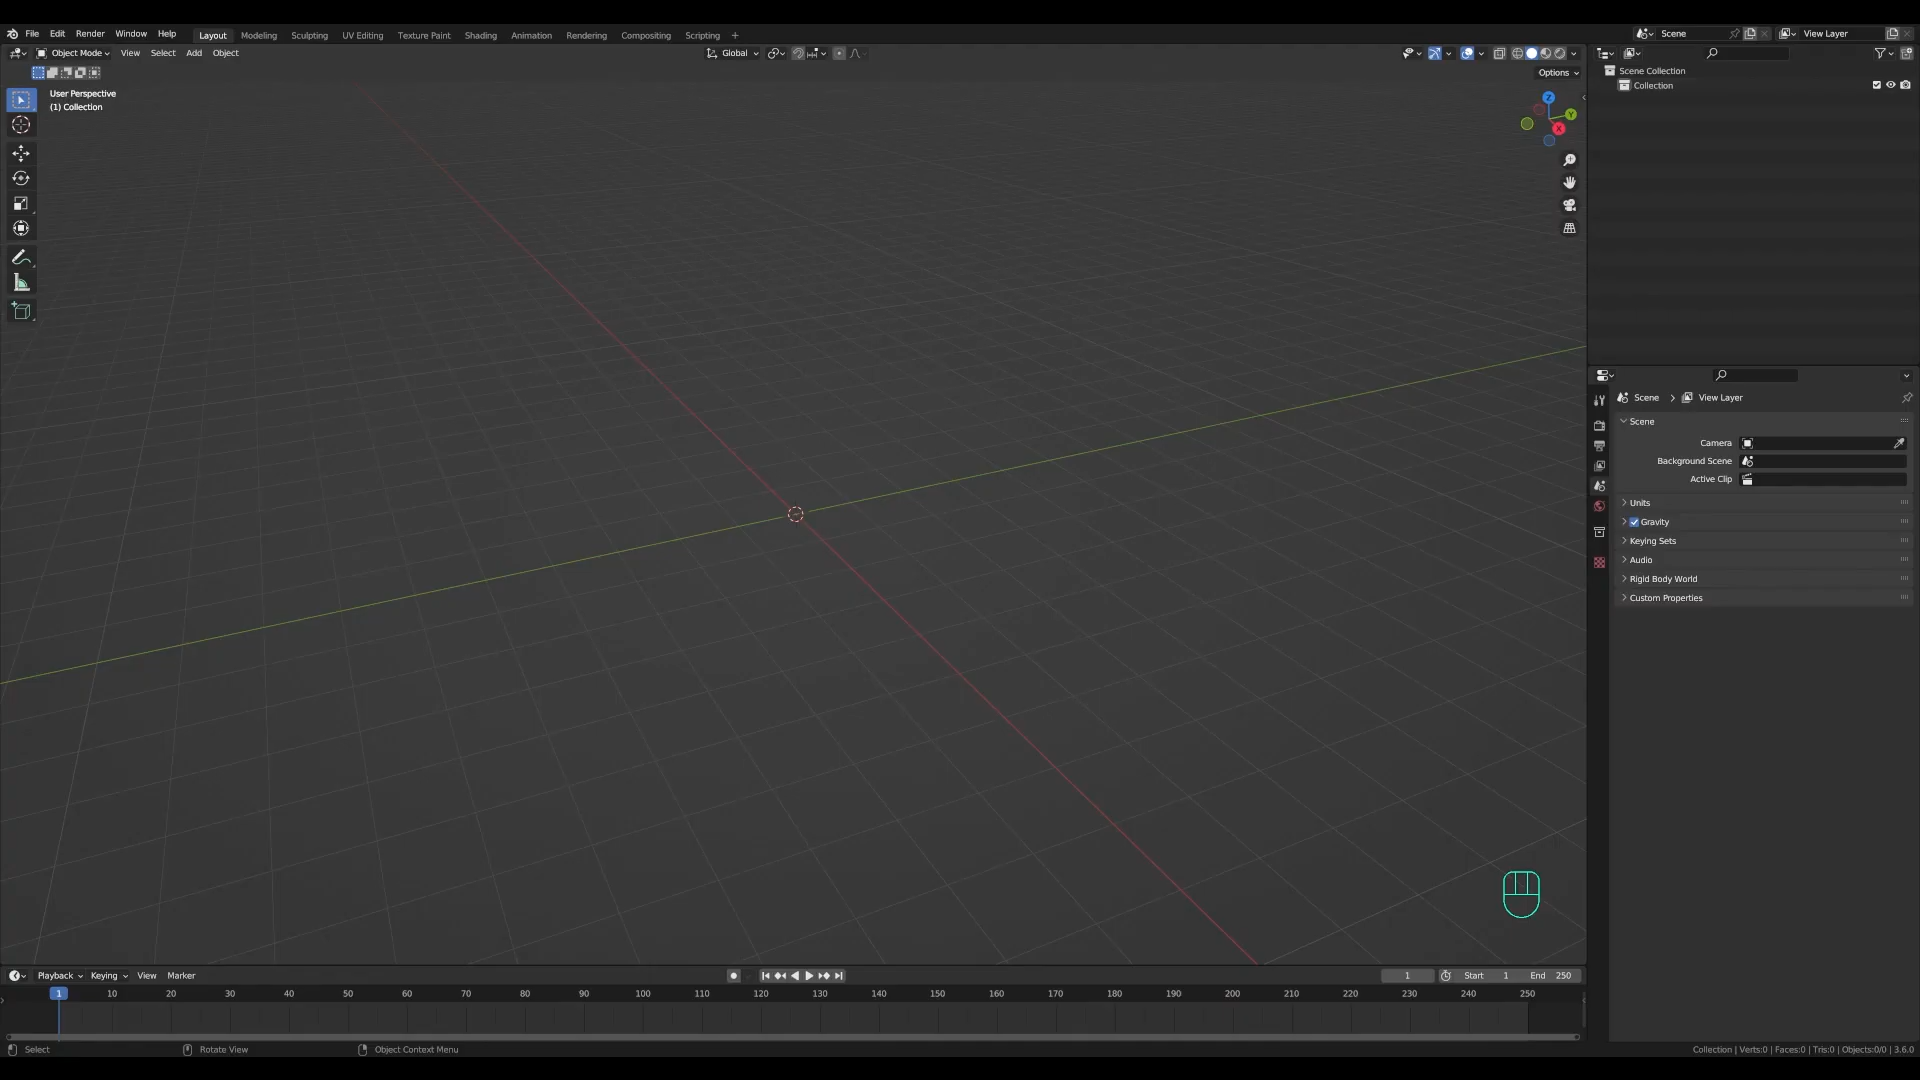 File Edit Render Window Help Layout Modeling Sculpting UV Editing Texture Paint Shading Animation Rendering Compositing Scripting + Scene View Layer
Object Mode View Select Add Object Global
Options
User Perspective
(1) Collection
Z
Y
X
Scene Collection
Collection
Scene > View Layer
Scene
Camera
Background Scene
Active Clip
Units
Gravity
Keying Sets
Audio
Rigid Body World
Custom Properties
Playback Keying View Marker 1 Start 1 End 250
1 10 20 30 40 50 60 70 80 90 100 110 120 130 140 150 160 170 180 190 200 210 220 230 240 250
Select Rotate View Object Context Menu Collection | Verts:0 | Faces:0 | Tris:0 | Objects:0/0 | 3.6.0